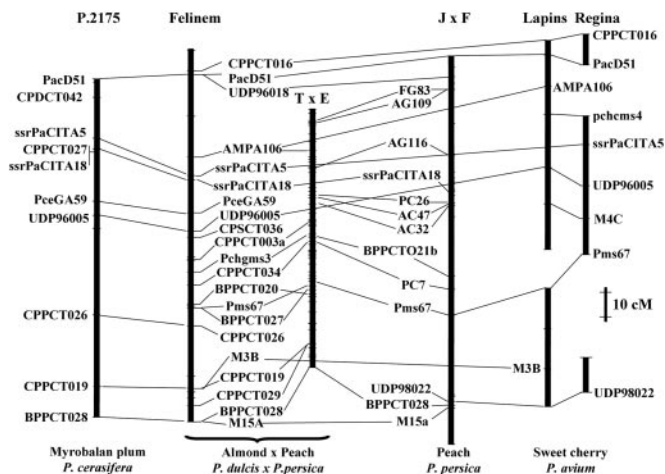 P.2175
Felinem
T x E
J x F
Lapins
Regina
PacD51
CPDCT042
ssrPaCITA5
CPPCT027
ssrPaCITA18
PceGA59
UDP96005
CPPCT026
CPPCT019
BPPCT028
CPPCT016
PacD51
UDP96018
AMPA106
ssrPaCITA5
ssrPaCITA18
PceGA59
UDP96005
CPSCT036
CPPCT003a
Pchgms3
CPPCT034
BPPCT020
Pms67
BPPCT027
CPPCT026
M3B
CPPCT019
CPPCT029
BPPCT028
M15A
FG83
AG109
AG116
ssrPaCITA18
PC26
AC47
AC32
BPPCTO21b
PC7
Pms67
UDP98022
BPPCT028
M15a
M3B
CPPCT016
PacD51
AMPA106
pchcms4
ssrPaCITA5
UDP96005
M4C
Pms67
10 cM
UDP98022
Myrobalan plum
P. cerasifera
Almond x Peach
P. dulcis x P.persica
Peach
P. persica
Sweet cherry
P. avium